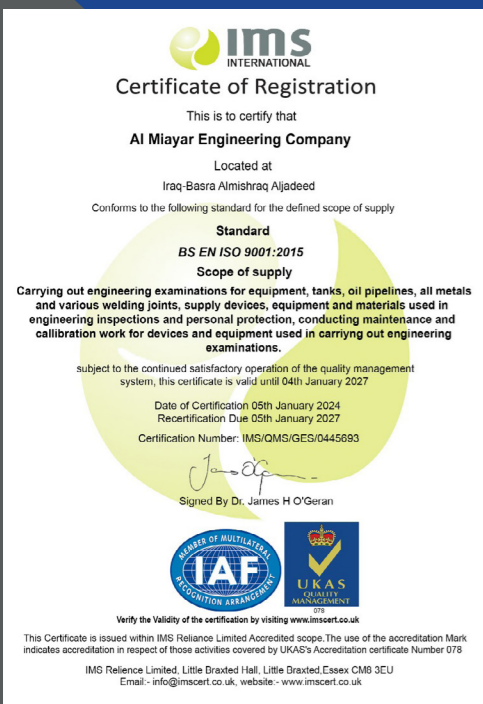 IMS
INTERNATIONAL
Certificate of Registration
This is to certify that
Al Miayar Engineering Company
Located at
Iraq-Basra Almishraq Aljadeed
Conforms to the following standard for the defined scope of supply
Standard
BS EN ISO 9001:2015
Scope of supply
Carrying out engineering examinations for equipment, tanks, oil pipelines, all metals
and various welding joints, supply devices, equipment and materials used in
engineering inspections and personal protection, conducting maintenance and
callibration work for devices and equipment used in carriyng out engineering
examinations.
subject to the continued satisfactory operation of the quality management
system, this certificate is valid until 04th January 2027
Date of Certification 05th January 2024
Recertification Due 05th January 2027
Certification Number: IMS/QMS/GES/0445693
Signed By Dr. James H O'Geran
MEMBER OF MULTILATERAL
IAF
RECOGNITION ARRANGEMENT
UKAS
QUALITY
MANAGEMENT
078
Verify the Validity of the certification by visiting www.imscert.co.uk
This Certificate is issued within IMS Reliance Limited Accredited scope.The use of the accreditation Mark
indicates accreditation in respect of those activities covered by UKAS's Accreditation certificate Number 078
IMS Relience Limited, Little Braxted Hall, Little Braxted,Essex CM8 3EU
Email:- info@imscert.co.uk, website:- www.imscert.co.uk